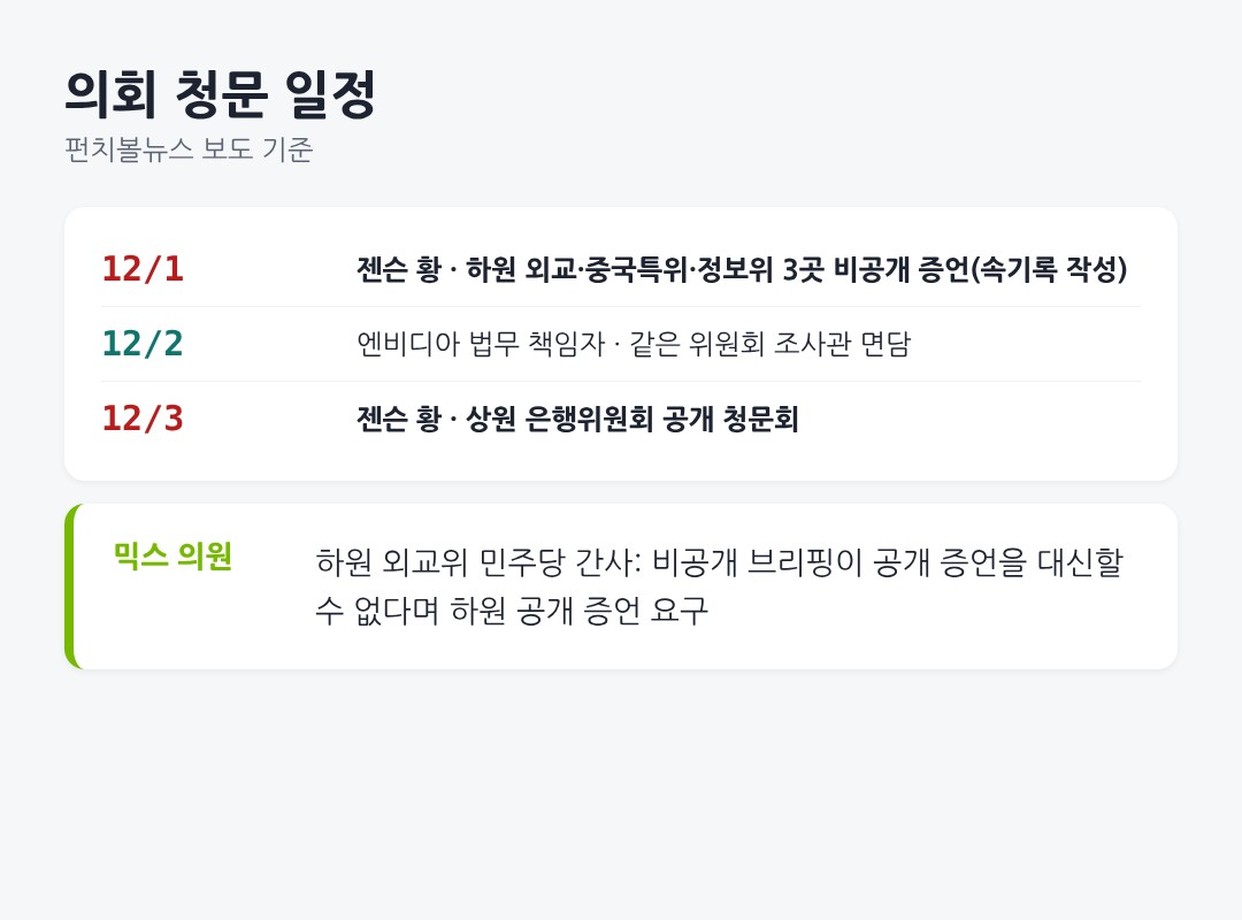 의회 청문 일정
펀치볼뉴스 보도 기준
12/1 젠슨 황 · 하원 외교·중국특위·정보위 3곳 비공개 증언(속기록 작성)
12/2 엔비디아 법무 책임자 · 같은 위원회 조사관 면담
12/3 젠슨 황 · 상원 은행위원회 공개 청문회
믹스 의원 하원 외교위 민주당 간사: 비공개 브리핑이 공개 증언을 대신할
수 없다며 하원 공개 증언 요구